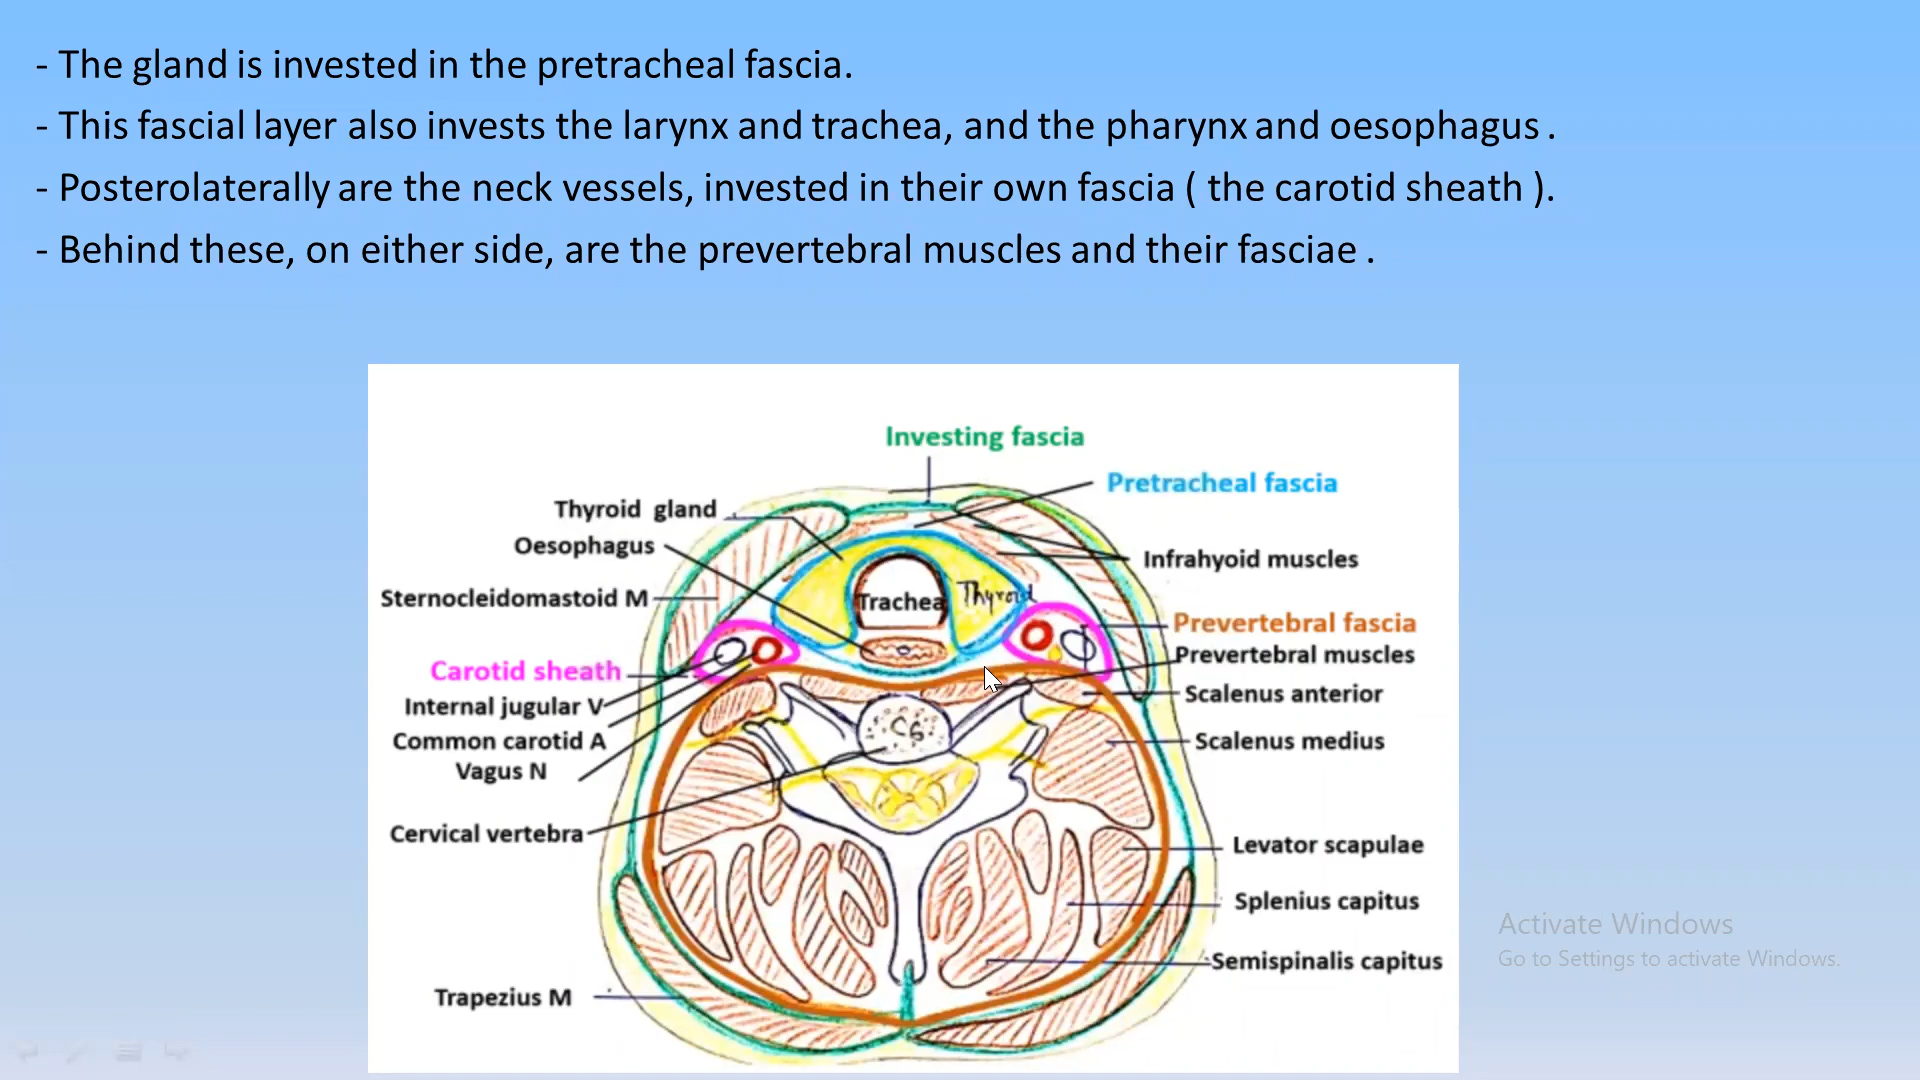 - The gland is invested in the pretracheal fascia.
- This fascial layer also invests the larynx and trachea, and the pharynx and oesophagus .
- Posterolaterally are the neck vessels, invested in their own fascia ( the carotid sheath ).
- Behind these, on either side, are the prevertebral muscles and their fasciae .
Investing fascia
Pretracheal fascia
Thyroid gland
Oesophagus
Infrahyoid muscles
Sternocleidomastoid M
Trachea
Thyroid
Prevertebral fascia
Prevertebral muscles
Carotid sheath
Scalenus anterior
Internal jugular V
C6
Common carotid A
Scalenus medius
Vagus N
Cervical vertebra
Levator scapulae
Splenius capitus
Semispinalis capitus
Trapezius M
Activate Windows
Go to Settings to activate Windows.